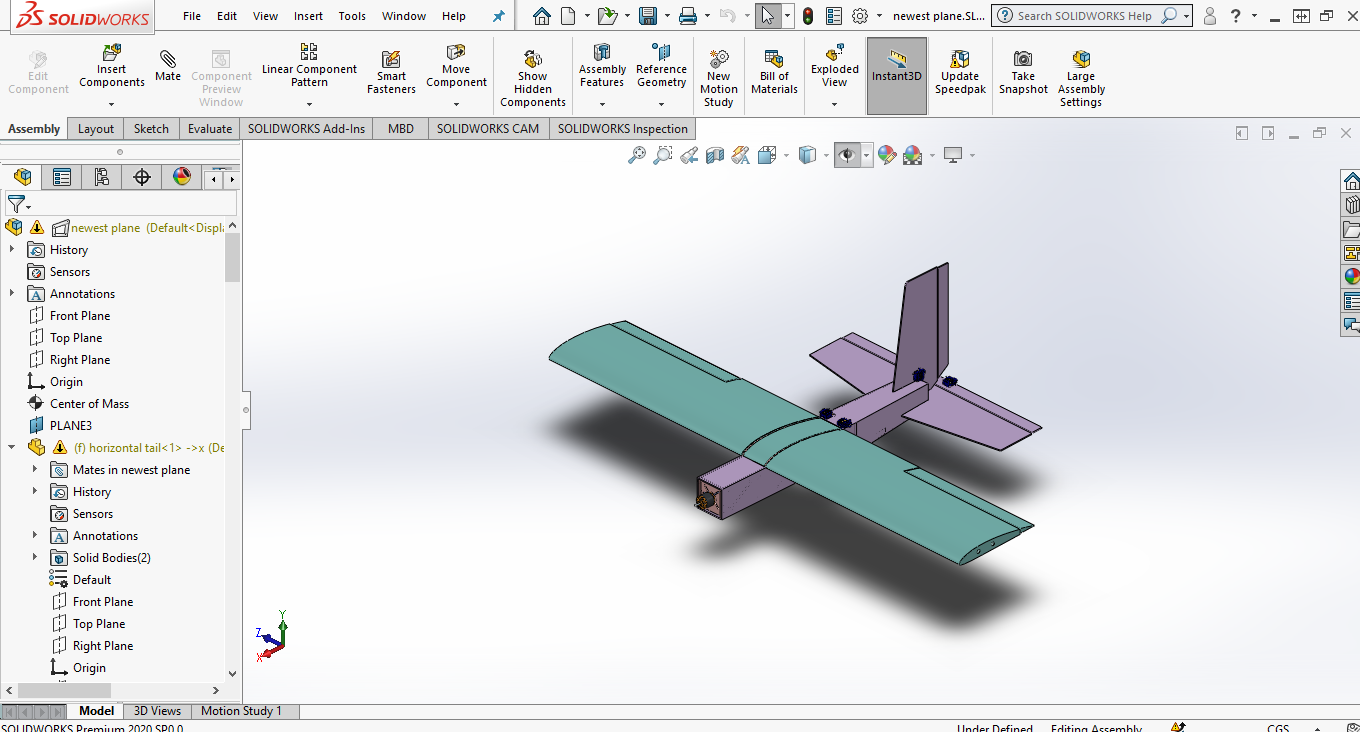 SOLIDWORKS
File Edit View Insert Tools Window Help
newest plane.SL...
Search SOLIDWORKS Help
?
Edit Component
Insert Components
Mate
Component Preview Window
Linear Component Pattern
Smart Fasteners
Move Component
Show Hidden Components
Assembly Features
Reference Geometry
New Motion Study
Bill of Materials
Exploded View
Instant3D
Update Speedpak
Take Snapshot
Large Assembly Settings
Assembly Layout Sketch Evaluate SOLIDWORKS Add-Ins MBD SOLIDWORKS CAM SOLIDWORKS Inspection
newest plane (Default<Displa
History
Sensors
Annotations
Front Plane
Top Plane
Right Plane
Origin
Center of Mass
PLANE3
(f) horizontal tail<1> ->x (De
Mates in newest plane
History
Sensors
Annotations
Solid Bodies(2)
Default
Front Plane
Top Plane
Right Plane
Origin
Y
Z
X
Model 3D Views Motion Study 1
SOLIDWORKS Premium 2020 SP0.0
Under Defined Editing Assembly CGS